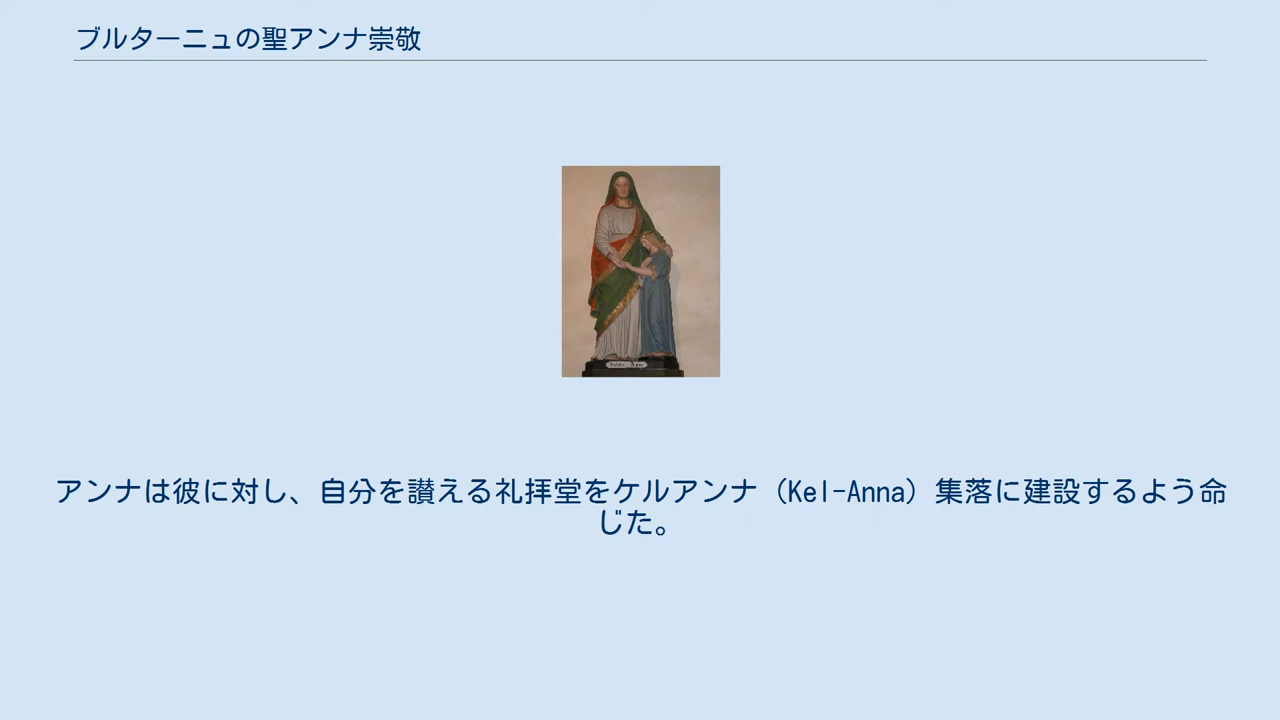 ブルターニュの聖アンナ崇敬
アンナは彼に対し、自分を讃える礼拝堂をケルアンナ（Kel-Anna）集落に建設するよう命
じた。